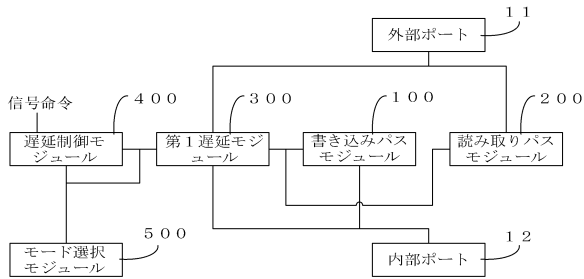 １１
外部ポート
信号命令
４００
３００
１００
２００
遅延制御モ
ジュール
第１遅延モジ
ュール
書き込みパス
モジュール
読み取りパス
モジュール
５００
モード選択
モジュール
１２
内部ポート